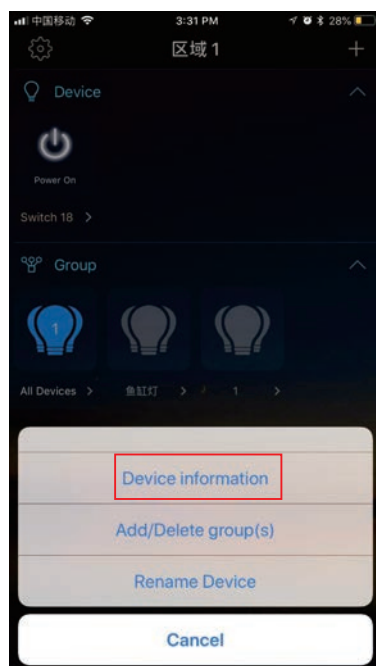 中国移动 3:31 PM 28%
区域 1
Device
Power On
Switch 18 >
Group
1
All Devices > 鱼缸灯 > 1 >
Device information
Add/Delete group(s)
Rename Device
Cancel